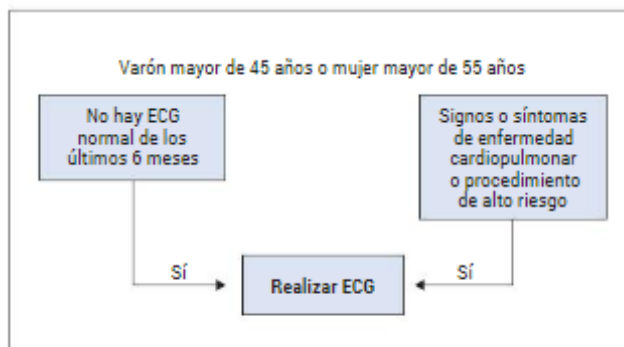 Varón mayor de 45 años o mujer mayor de 55 años
No hay ECG
normal de los
últimos 6 meses
Signos o síntomas
de enfermedad
cardiopulmonar
o procedimiento
de alto riesgo
Sí
Sí
Realizar ECG